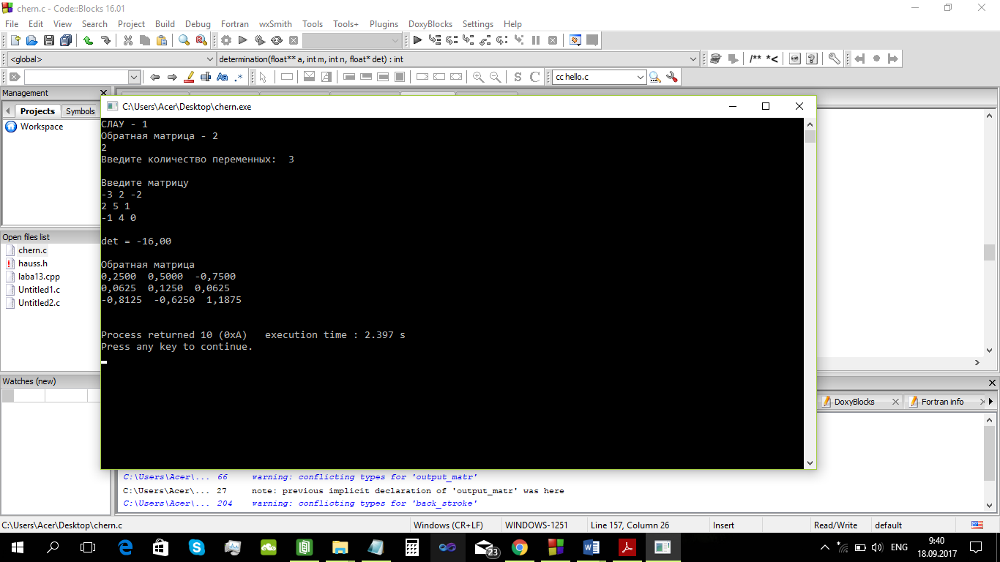 chern.c - Code::Blocks 16.01
File Edit View Search Project Build Debug Fortran wxSmith Tools Tools+ Plugins DoxyBlocks Settings Help
<global> determination(float** a, int m, int n, float* det) : int
/** *<
Aa .* S C cc hello.c
Management
Projects Symbols
Workspace
Open files list
chern.c
hauss.h
laba13.cpp
Untitled1.c
Untitled2.c
Watches (new)
C:\Users\Acer\Desktop\chern.exe
СЛАУ - 1
Обратная матрица - 2
2
Введите количество переменных: 3
Введите матрицу
-3 2 -2
2 5 1
-1 4 0
det = -16,00
Обратная матрица
0,2500 0,5000 -0,7500
0,0625 0,1250 0,0625
-0,8125 -0,6250 1,1875
Process returned 10 (0xA) execution time : 2.397 s
Press any key to continue.
DoxyBlocks Fortran info
C:\Users\Acer\... 66 warning: conflicting types for 'output_matr'
C:\Users\Acer\... 27 note: previous implicit declaration of 'output_matr' was here
C:\Users\Acer\... 204 warning: conflicting types for 'back_stroke'
C:\Users\Acer\Desktop\chern.c Windows (CR+LF) WINDOWS-1251 Line 157, Column 26 Insert Read/Write default
23 ENG 9:40
18.09.2017